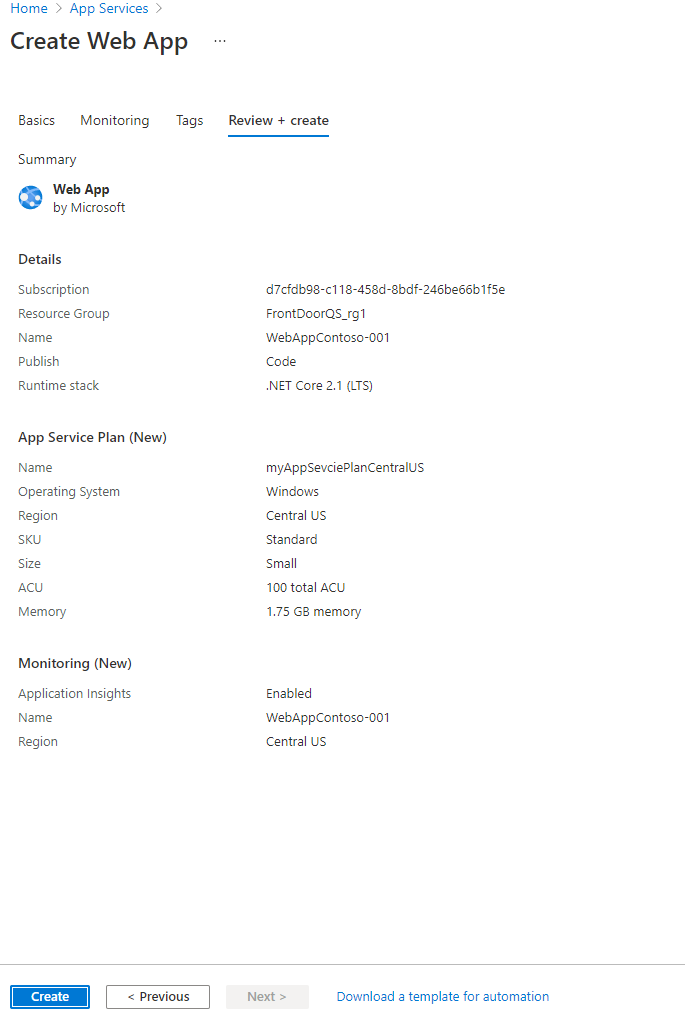 Home > App Services >
Create Web App ...
Basics Monitoring Tags Review + create
Summary
Web App
by Microsoft
Details
Subscription d7cfdb98-c118-458d-8bdf-246be66b1f5e
Resource Group FrontDoorQS_rg1
Name WebAppContoso-001
Publish Code
Runtime stack .NET Core 2.1 (LTS)
App Service Plan (New)
Name myAppSevciePlanCentralUS
Operating System Windows
Region Central US
SKU Standard
Size Small
ACU 100 total ACU
Memory 1.75 GB memory
Monitoring (New)
Application Insights Enabled
Name WebAppContoso-001
Region Central US
Create < Previous Next > Download a template for automation